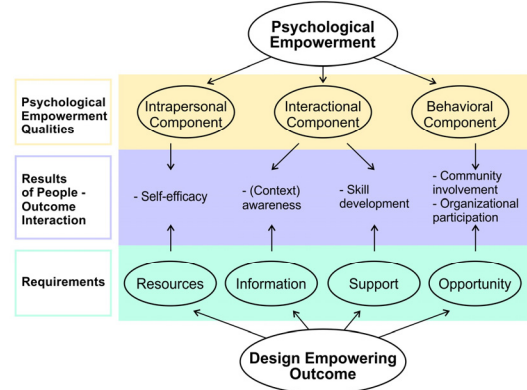 Psychological
Empowerment
Psychological
Empowerment
Qualities
Intrapersonal
Component
Interactional
Component
Behavioral
Component
Results
of People -
Outcome
Interaction
- Self-efficacy
- (Context)
awareness
- Skill
development
- Community
involvement
- Organizational
participation
Requirements
Resources
Information
Support
Opportunity
Design Empowering
Outcome